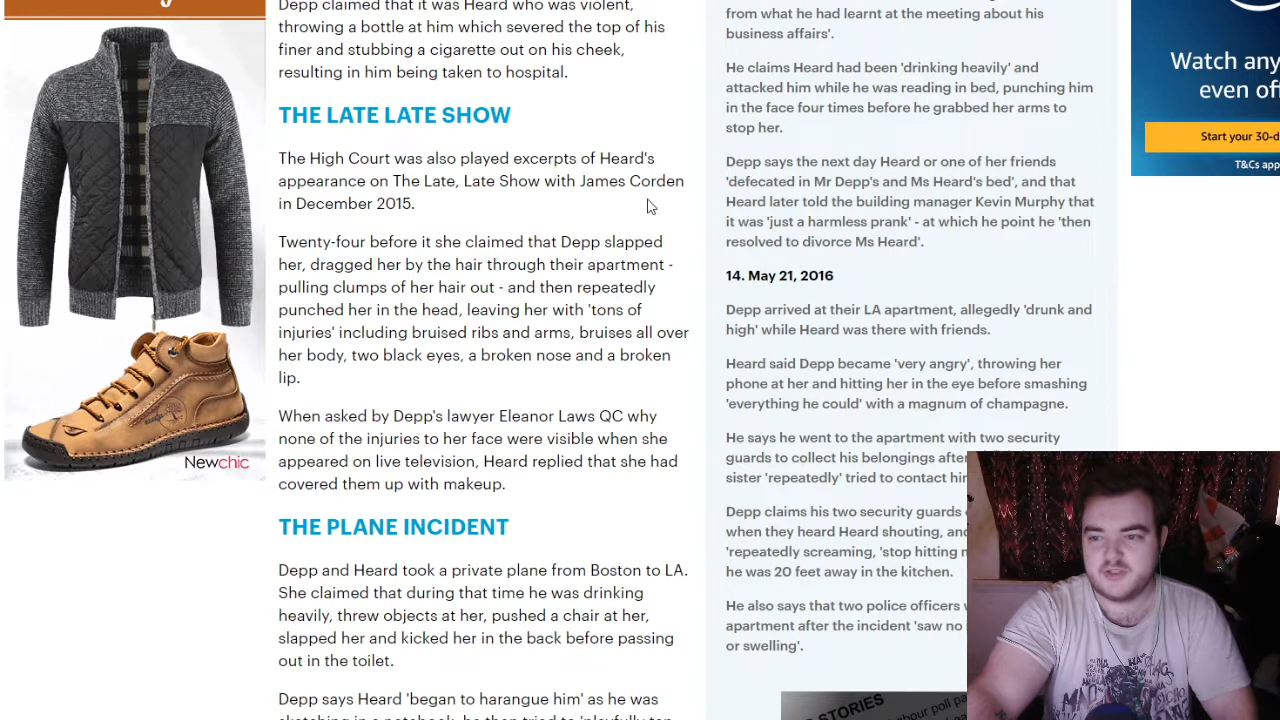 Depp claimed that it was Heard who was violent,
throwing a bottle at him which severed the top of his
finer and stubbing a cigarette out on his cheek,
resulting in him being taken to hospital.
THE LATE LATE SHOW
The High Court was also played excerpts of Heard's
appearance on The Late, Late Show with James Corden
in December 2015.
Twenty-four before it she claimed that Depp slapped
her, dragged her by the hair through their apartment -
pulling clumps of her hair out - and then repeatedly
punched her in the head, leaving her with 'tons of
injuries' including bruised ribs and arms, bruises all over
her body, two black eyes, a broken nose and a broken
lip.
When asked by Depp's lawyer Eleanor Laws QC why
none of the injuries to her face were visible when she
appeared on live television, Heard replied that she had
covered them up with makeup.
THE PLANE INCIDENT
Depp and Heard took a private plane from Boston to LA.
She claimed that during that time he was drinking
heavily, threw objects at her, pushed a chair at her,
slapped her and kicked her in the back before passing
out in the toilet.
Depp says Heard 'began to harangue him' as he was
Newchic
from what he had learnt at the meeting about his
business affairs'.
He claims Heard had been 'drinking heavily' and
attacked him while he was reading in bed, punching him
in the face four times before he grabbed her arms to
stop her.
Depp says the next day Heard or one of her friends
'defecated in Mr Depp's and Ms Heard's bed', and that
Heard later told the building manager Kevin Murphy that
it was 'just a harmless prank' - at which he point he 'then
resolved to divorce Ms Heard'.
14. May 21, 2016
Depp arrived at their LA apartment, allegedly 'drunk and
high' while Heard was there with friends.
Heard said Depp became 'very angry', throwing her
phone at her and hitting her in the eye before smashing
'everything he could' with a magnum of champagne.
He says he went to the apartment with two security
guards to collect his belongings after
sister 'repeatedly' tried to contact
Depp claims his two security guards
when they heard Heard shouting,
'repeatedly screaming, 'stop hitting
he was 20 feet away in the kitchen.
He also says that two police officers
apartment after the incident 'saw no
or swelling'.
STORIES
Watch any
even
Start your 30-d
T&Cs